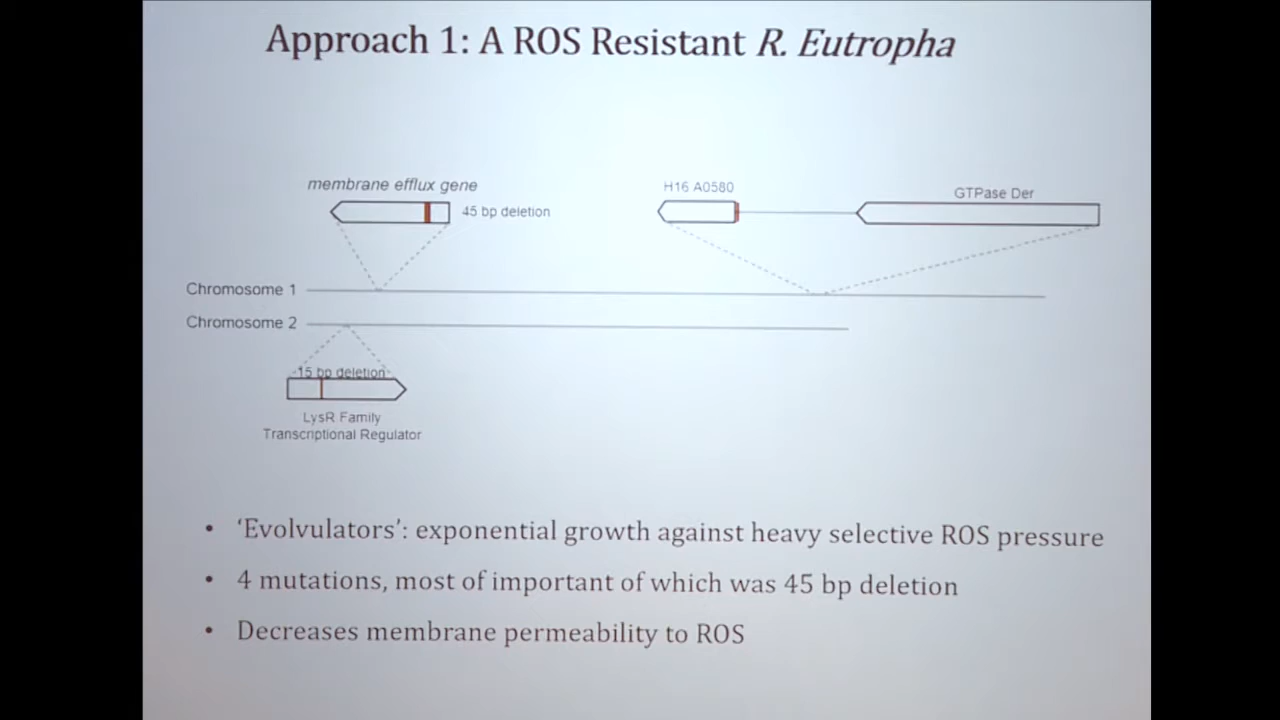 Approach 1: A ROS Resistant R. Eutropha
membrane efflux gene
45 bp deletion
H16 A0580
GTPase Der
Chromosome 1
Chromosome 2
15 bp deletion
LysR Family
Transcriptional Regulator
• 'Evolvulators': exponential growth against heavy selective ROS pressure
• 4 mutations, most of important of which was 45 bp deletion
• Decreases membrane permeability to ROS